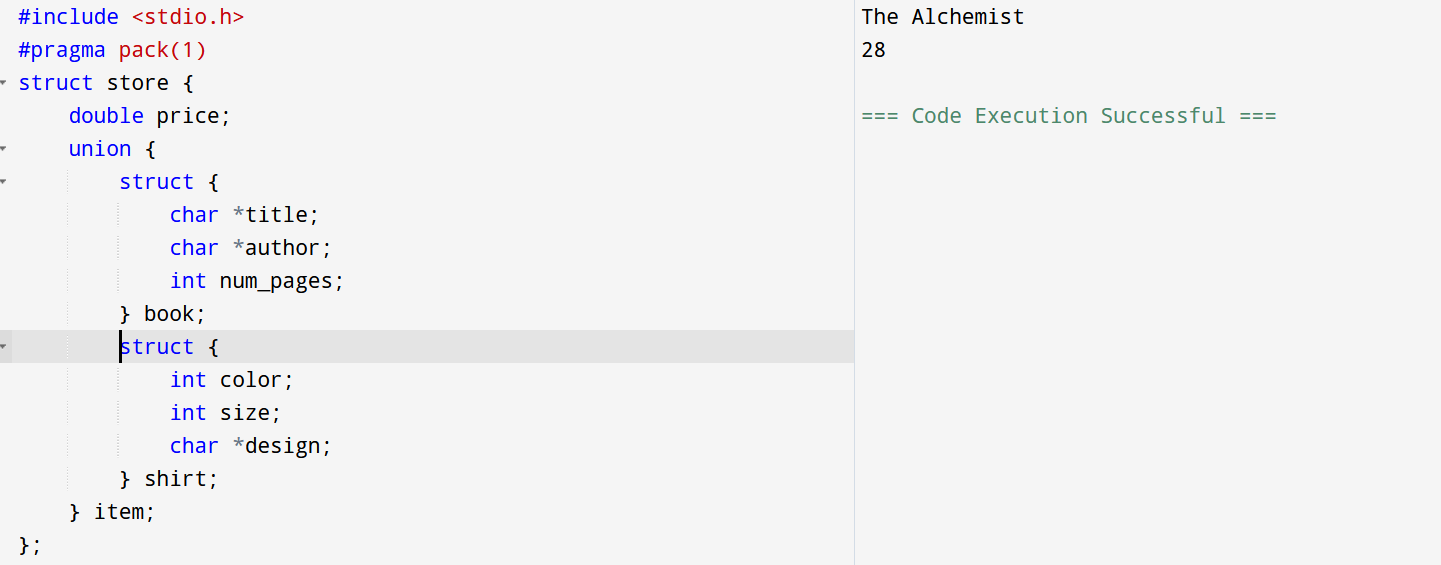 #include <stdio.h>
#pragma pack(1)
struct store {
    double price;
    union {
        struct {
            char *title;
            char *author;
            int num_pages;
        } book;
        struct {
            int color;
            int size;
            char *design;
        } shirt;
    } item;
};
The Alchemist
28
=== Code Execution Successful ===